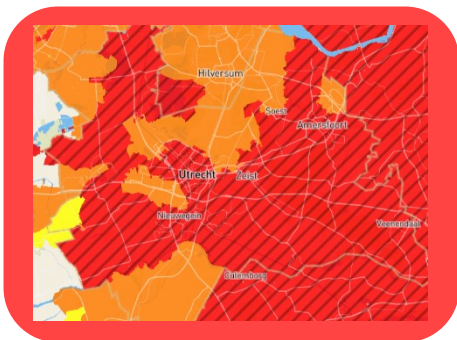 Hilversum
Soest
Amersfoort
Utrecht
Zeist
Nieuwegein
Veenendaal
Culemborg